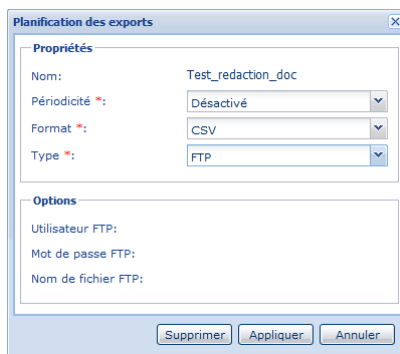 Planification des exports
Propriétés
Nom: Test_redaction_doc
Périodicité *: Désactivé
Format *: CSV
Type *: FTP
Options
Utilisateur FTP:
Mot de passe FTP:
Nom de fichier FTP:
Supprimer Appliquer Annuler